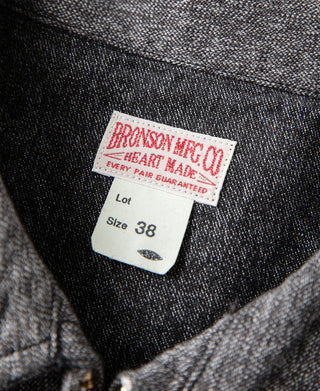 BRONSON MFG. CO.
HEART MADE
EVERY PAIR GUARANTEED
Lot
Size 38